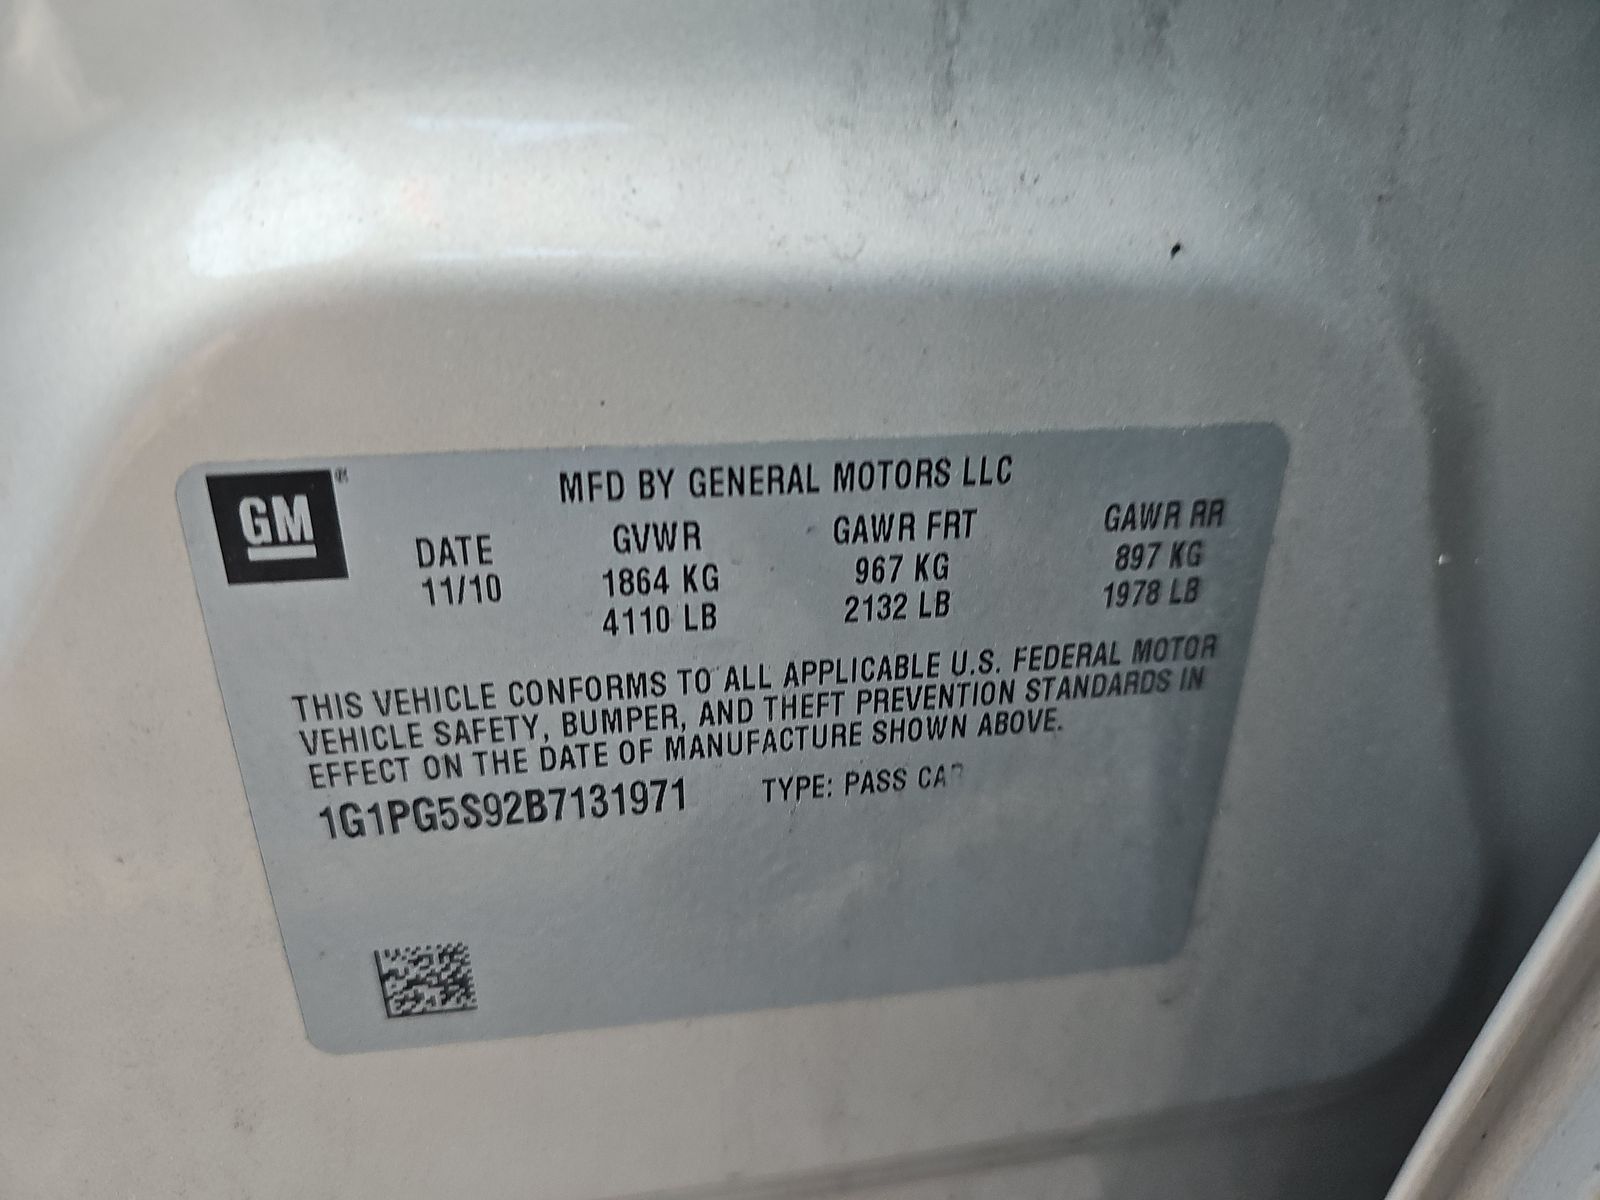 GM ®
MFD BY GENERAL MOTORS LLC
DATE GVWR GAWR FRT GAWR RR
11/10 1864 KG 967 KG 897 KG
4110 LB 2132 LB 1978 LB
THIS VEHICLE CONFORMS TO ALL APPLICABLE U.S. FEDERAL MOTOR
VEHICLE SAFETY, BUMPER, AND THEFT PREVENTION STANDARDS IN
EFFECT ON THE DATE OF MANUFACTURE SHOWN ABOVE.
1G1PG5S92B7131971 TYPE: PASS CAR